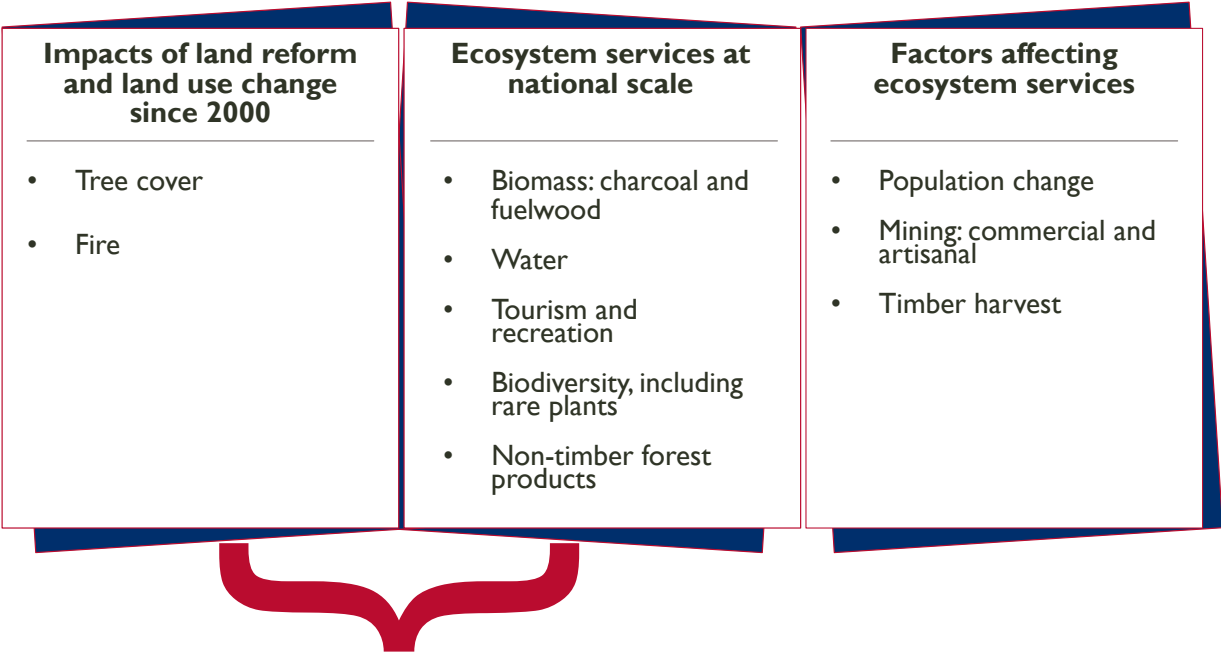 Impacts of land reform
and land use change
since 2000
• Tree cover
• Fire
Ecosystem services at
national scale
• Biomass: charcoal and
fuelwood
• Water
• Tourism and
recreation
• Biodiversity, including
rare plants
• Non-timber forest
products
Factors affecting
ecosystem services
• Population change
• Mining: commercial and
artisanal
• Timber harvest